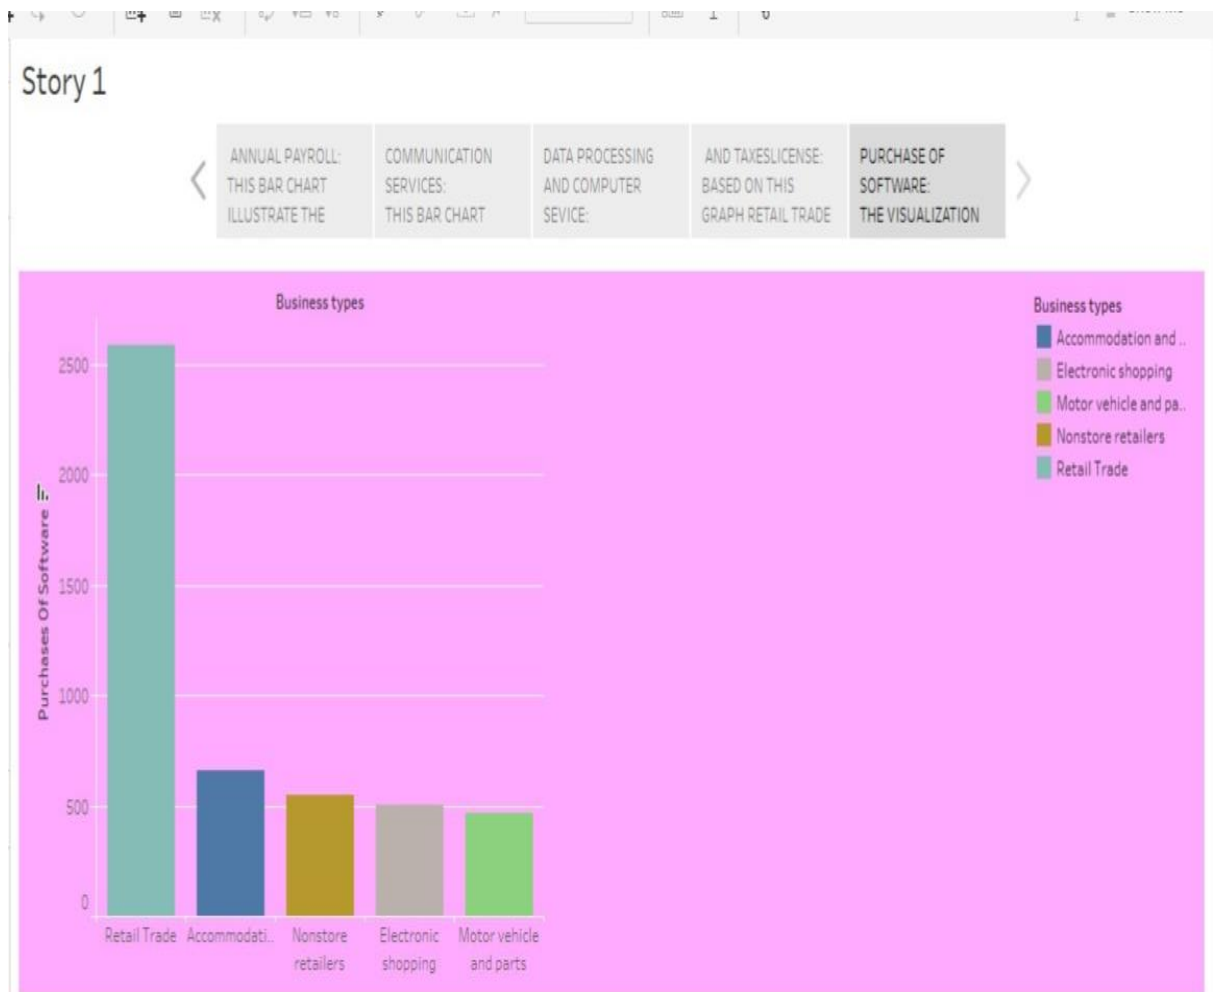 Story 1
ANNUAL PAYROLL:
THIS BAR CHART
ILLUSTRATE THE
COMMUNICATION
SERVICES:
THIS BAR CHART
DATA PROCESSING
AND COMPUTER
SEVICE:
AND TAXESLICENSE:
BASED ON THIS
GRAPH RETAIL TRADE
PURCHASE OF
SOFTWARE:
THE VISUALIZATION
Business types
2500
2000
1500
1000
500
0
Purchases Of Software
Retail Trade
Accommodati..
Nonstore
retailers
Electronic
shopping
Motor vehicle
and parts
Business types
Accommodation and ..
Electronic shopping
Motor vehicle and pa..
Nonstore retailers
Retail Trade